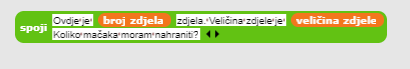 spoji Ovdje je broj zdjela zdjela. Veličina zdjele je veličina zdjele
Koliko mačaka moram nahraniti?